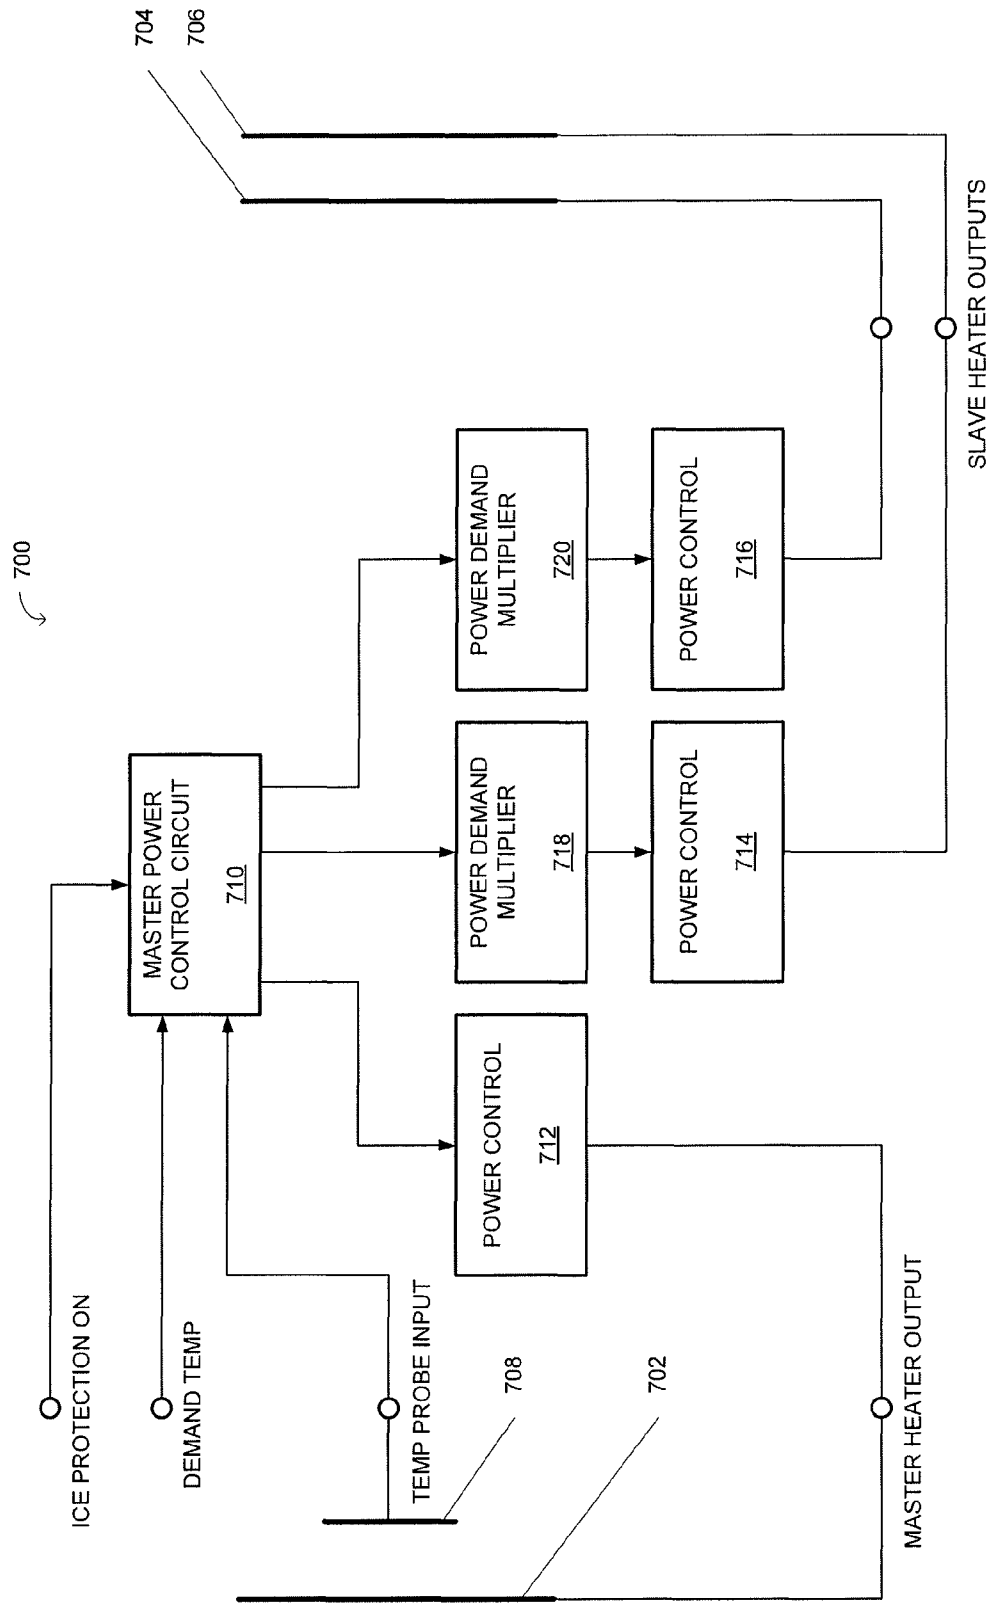 700
ICE PROTECTION ON
DEMAND TEMP
TEMP PROBE INPUT
708
702
MASTER HEATER OUTPUT
MASTER POWER
CONTROL CIRCUIT
710
POWER CONTROL
712
POWER DEMAND
MULTIPLIER
718
POWER CONTROL
714
POWER DEMAND
MULTIPLIER
720
POWER CONTROL
716
704
706
SLAVE HEATER OUTPUTS